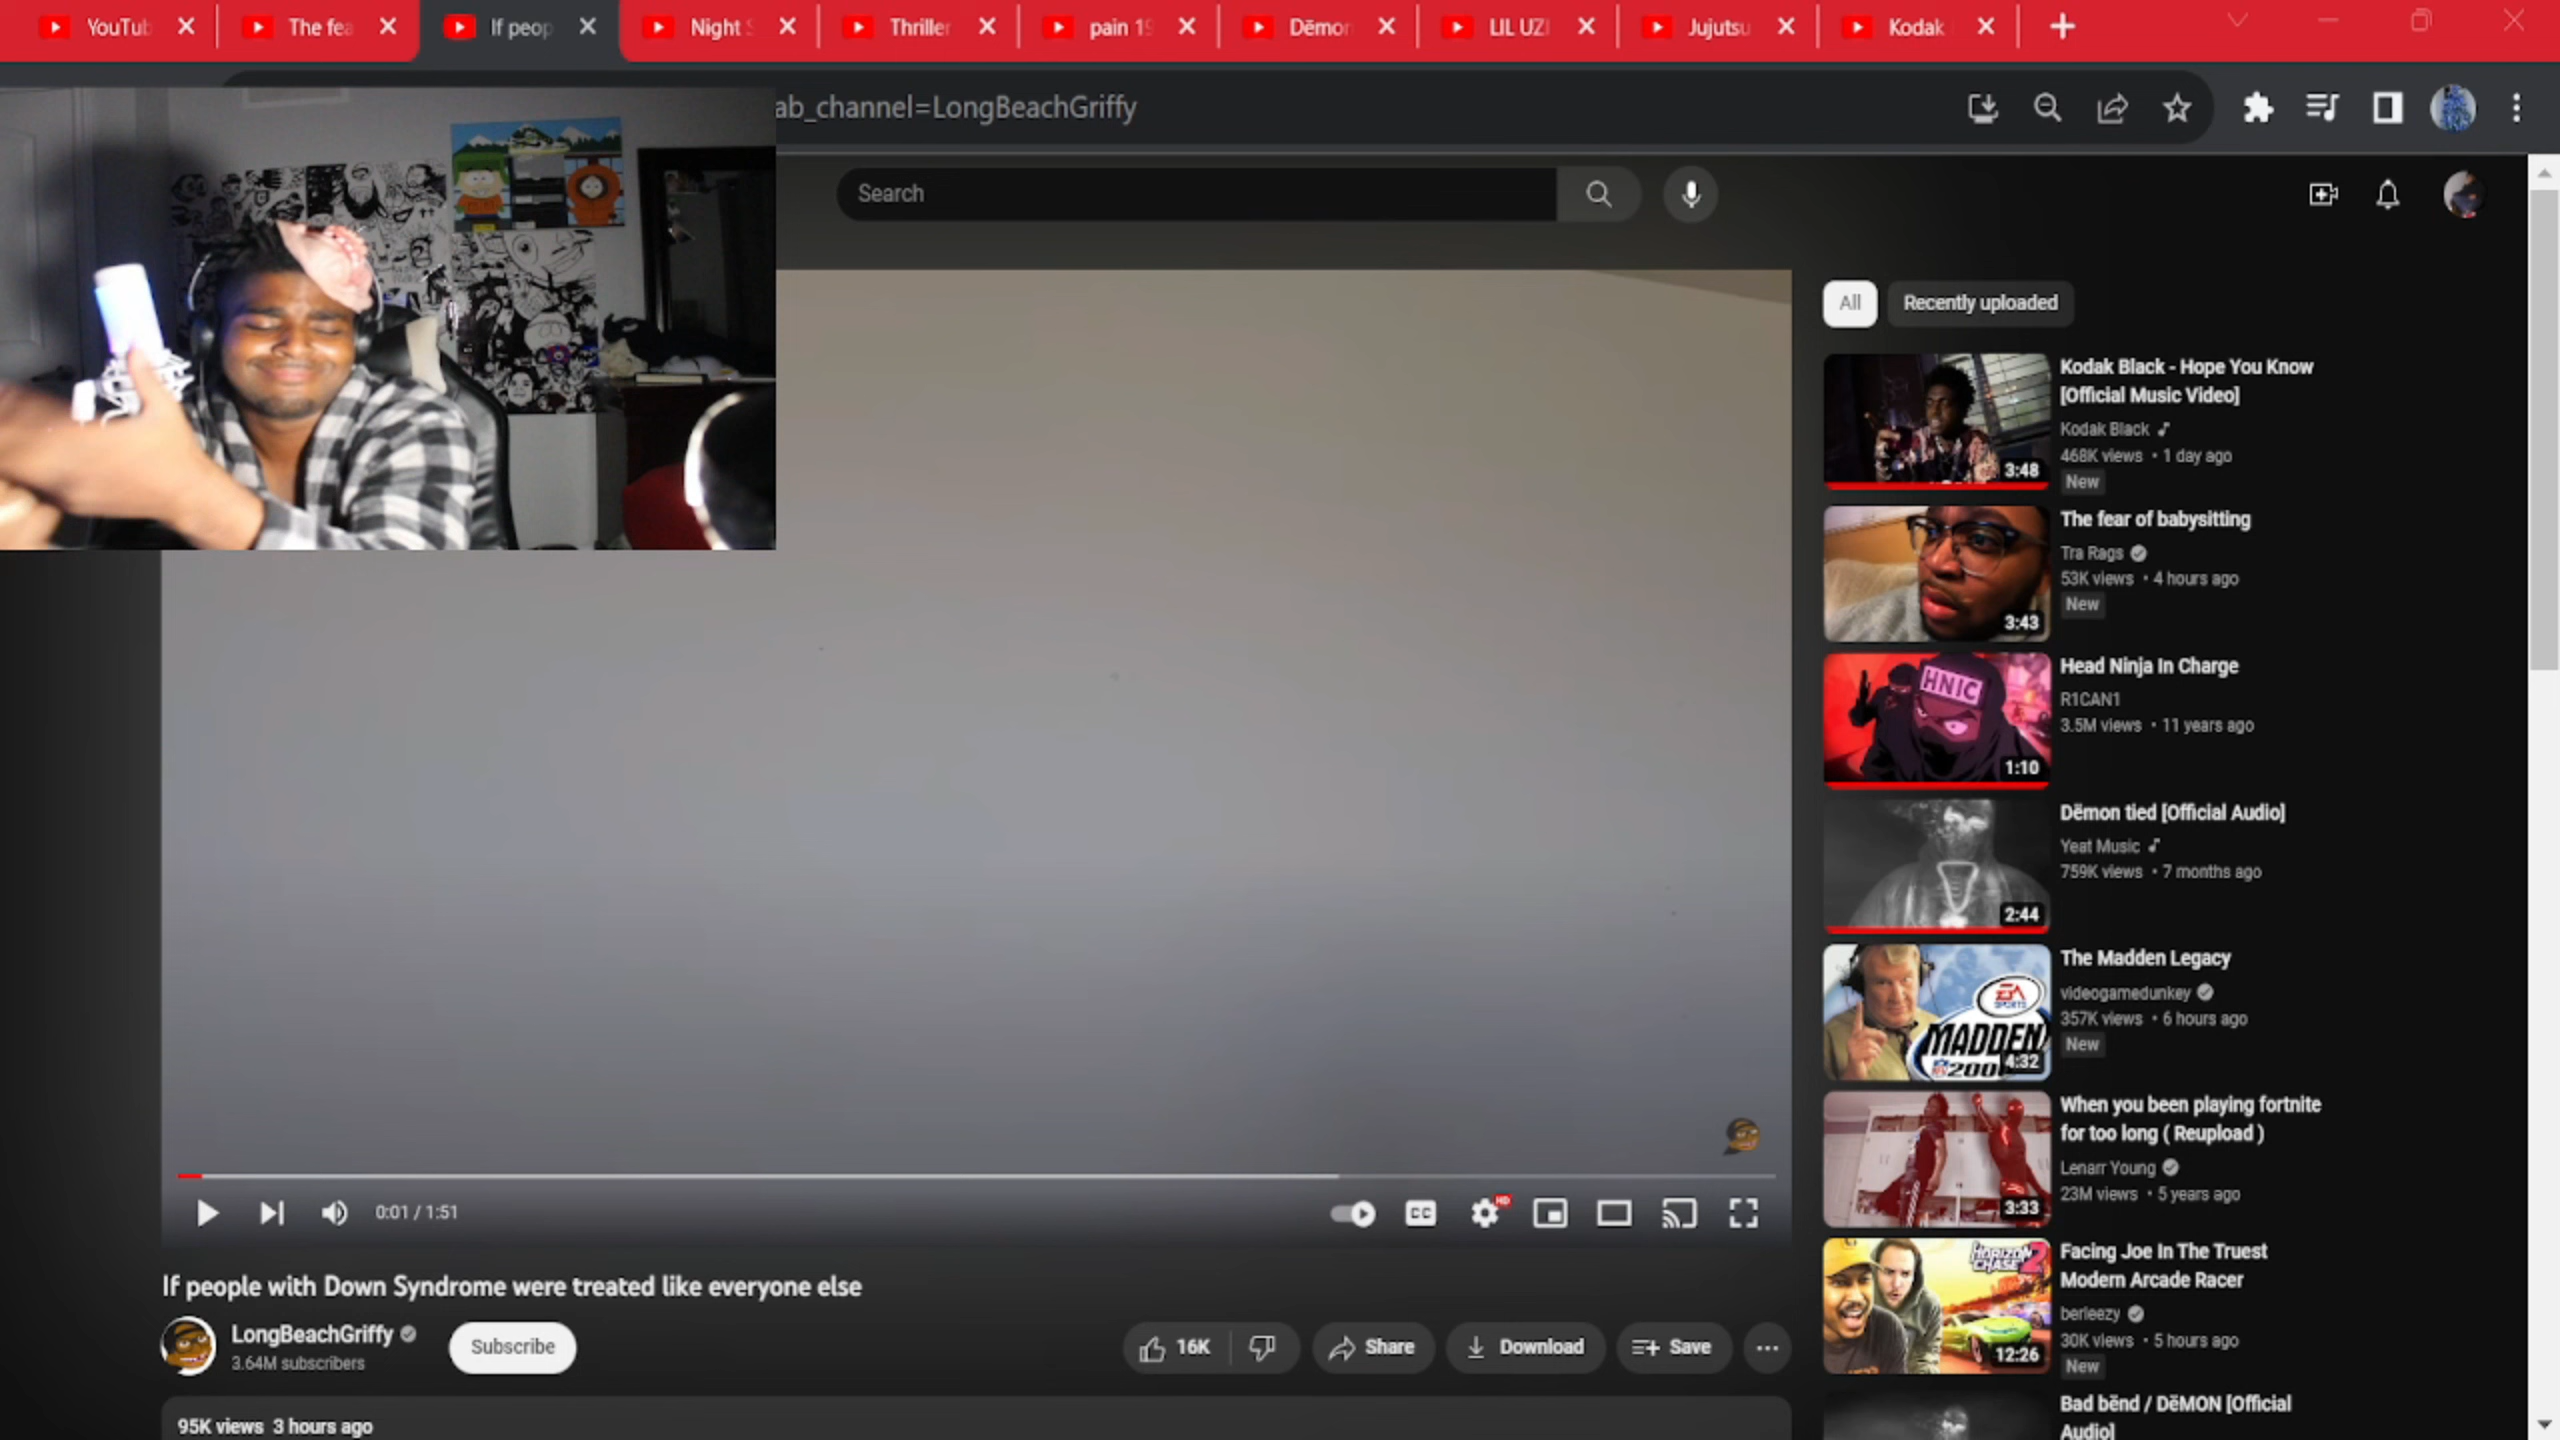 YouTub
The fea
If peop
Night S
Thriller
pain 19
Dëmon
LIL UZI
Jujutsu
Kodak
ab_channel=LongBeachGriffy
Search
All
Recently uploaded
Kodak Black - Hope You Know
[Official Music Video]
Kodak Black
468K views • 1 day ago
New
3:48
The fear of babysitting
Tra Rags
53K views • 4 hours ago
New
3:43
HNIC
Head Ninja In Charge
R1CAN1
3.5M views • 11 years ago
1:10
Dëmon tied [Official Audio]
Yeat Music
759K views • 7 months ago
2:44
The Madden Legacy
videogamedunkey
357K views • 6 hours ago
New
EA
SPORTS
MADDEN
NFL 200
4:32
When you been playing fortnite
for too long ( Reupload )
Lenarr Young
23M views • 5 years ago
3:33
Facing Joe In The Truest
Modern Arcade Racer
berleezy
30K views • 5 hours ago
New
HORIZON
CHASE 2
12:26
Bad bënd / DëMON [Official
Audio]
0:01 / 1:51
CC
HD
If people with Down Syndrome were treated like everyone else
LongBeachGriffy
3.64M subscribers
Subscribe
16K
Share
Download
Save
95K views 3 hours ago